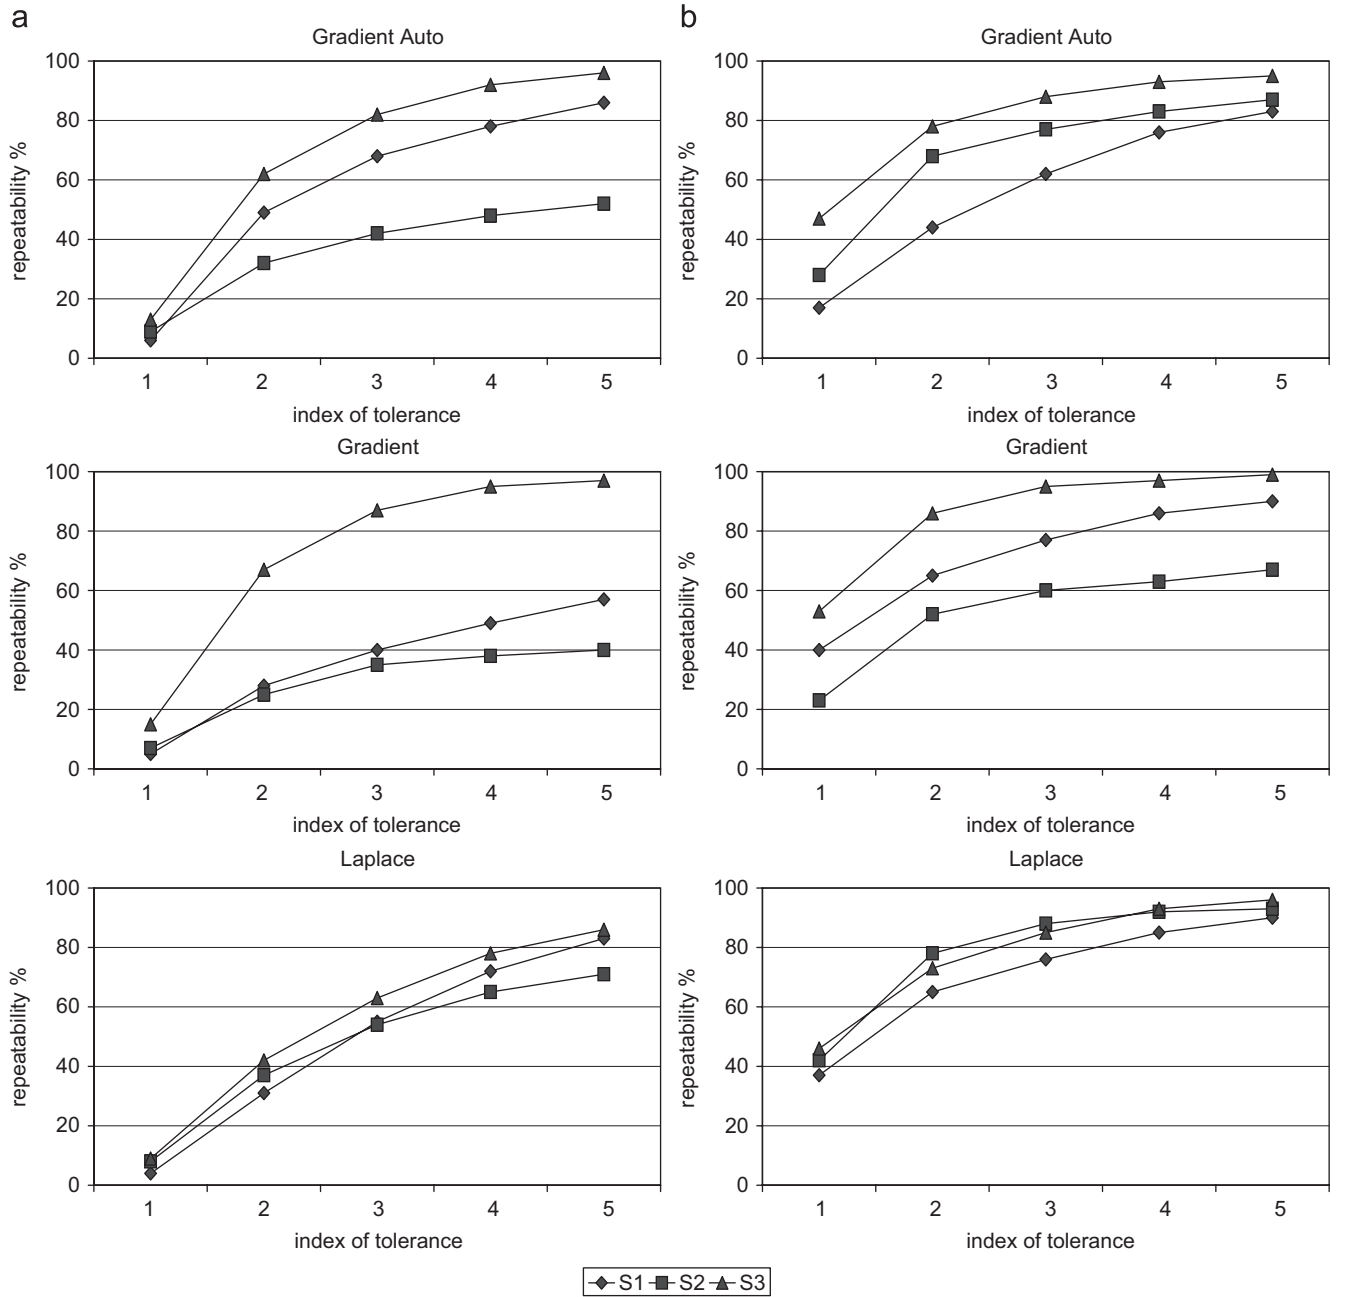 a
Gradient Auto
100
80
60
40
20
0
repeatability %
1 2 3 4 5
index of tolerance
Gradient
100
80
60
40
20
0
repeatability %
1 2 3 4 5
index of tolerance
Laplace
100
80
60
40
20
0
repeatability %
1 2 3 4 5
index of tolerance
b
Gradient Auto
100
80
60
40
20
0
repeatability %
1 2 3 4 5
index of tolerance
Gradient
100
80
60
40
20
0
repeatability %
1 2 3 4 5
index of tolerance
Laplace
100
80
60
40
20
0
repeatability %
1 2 3 4 5
index of tolerance
S1 S2 S3